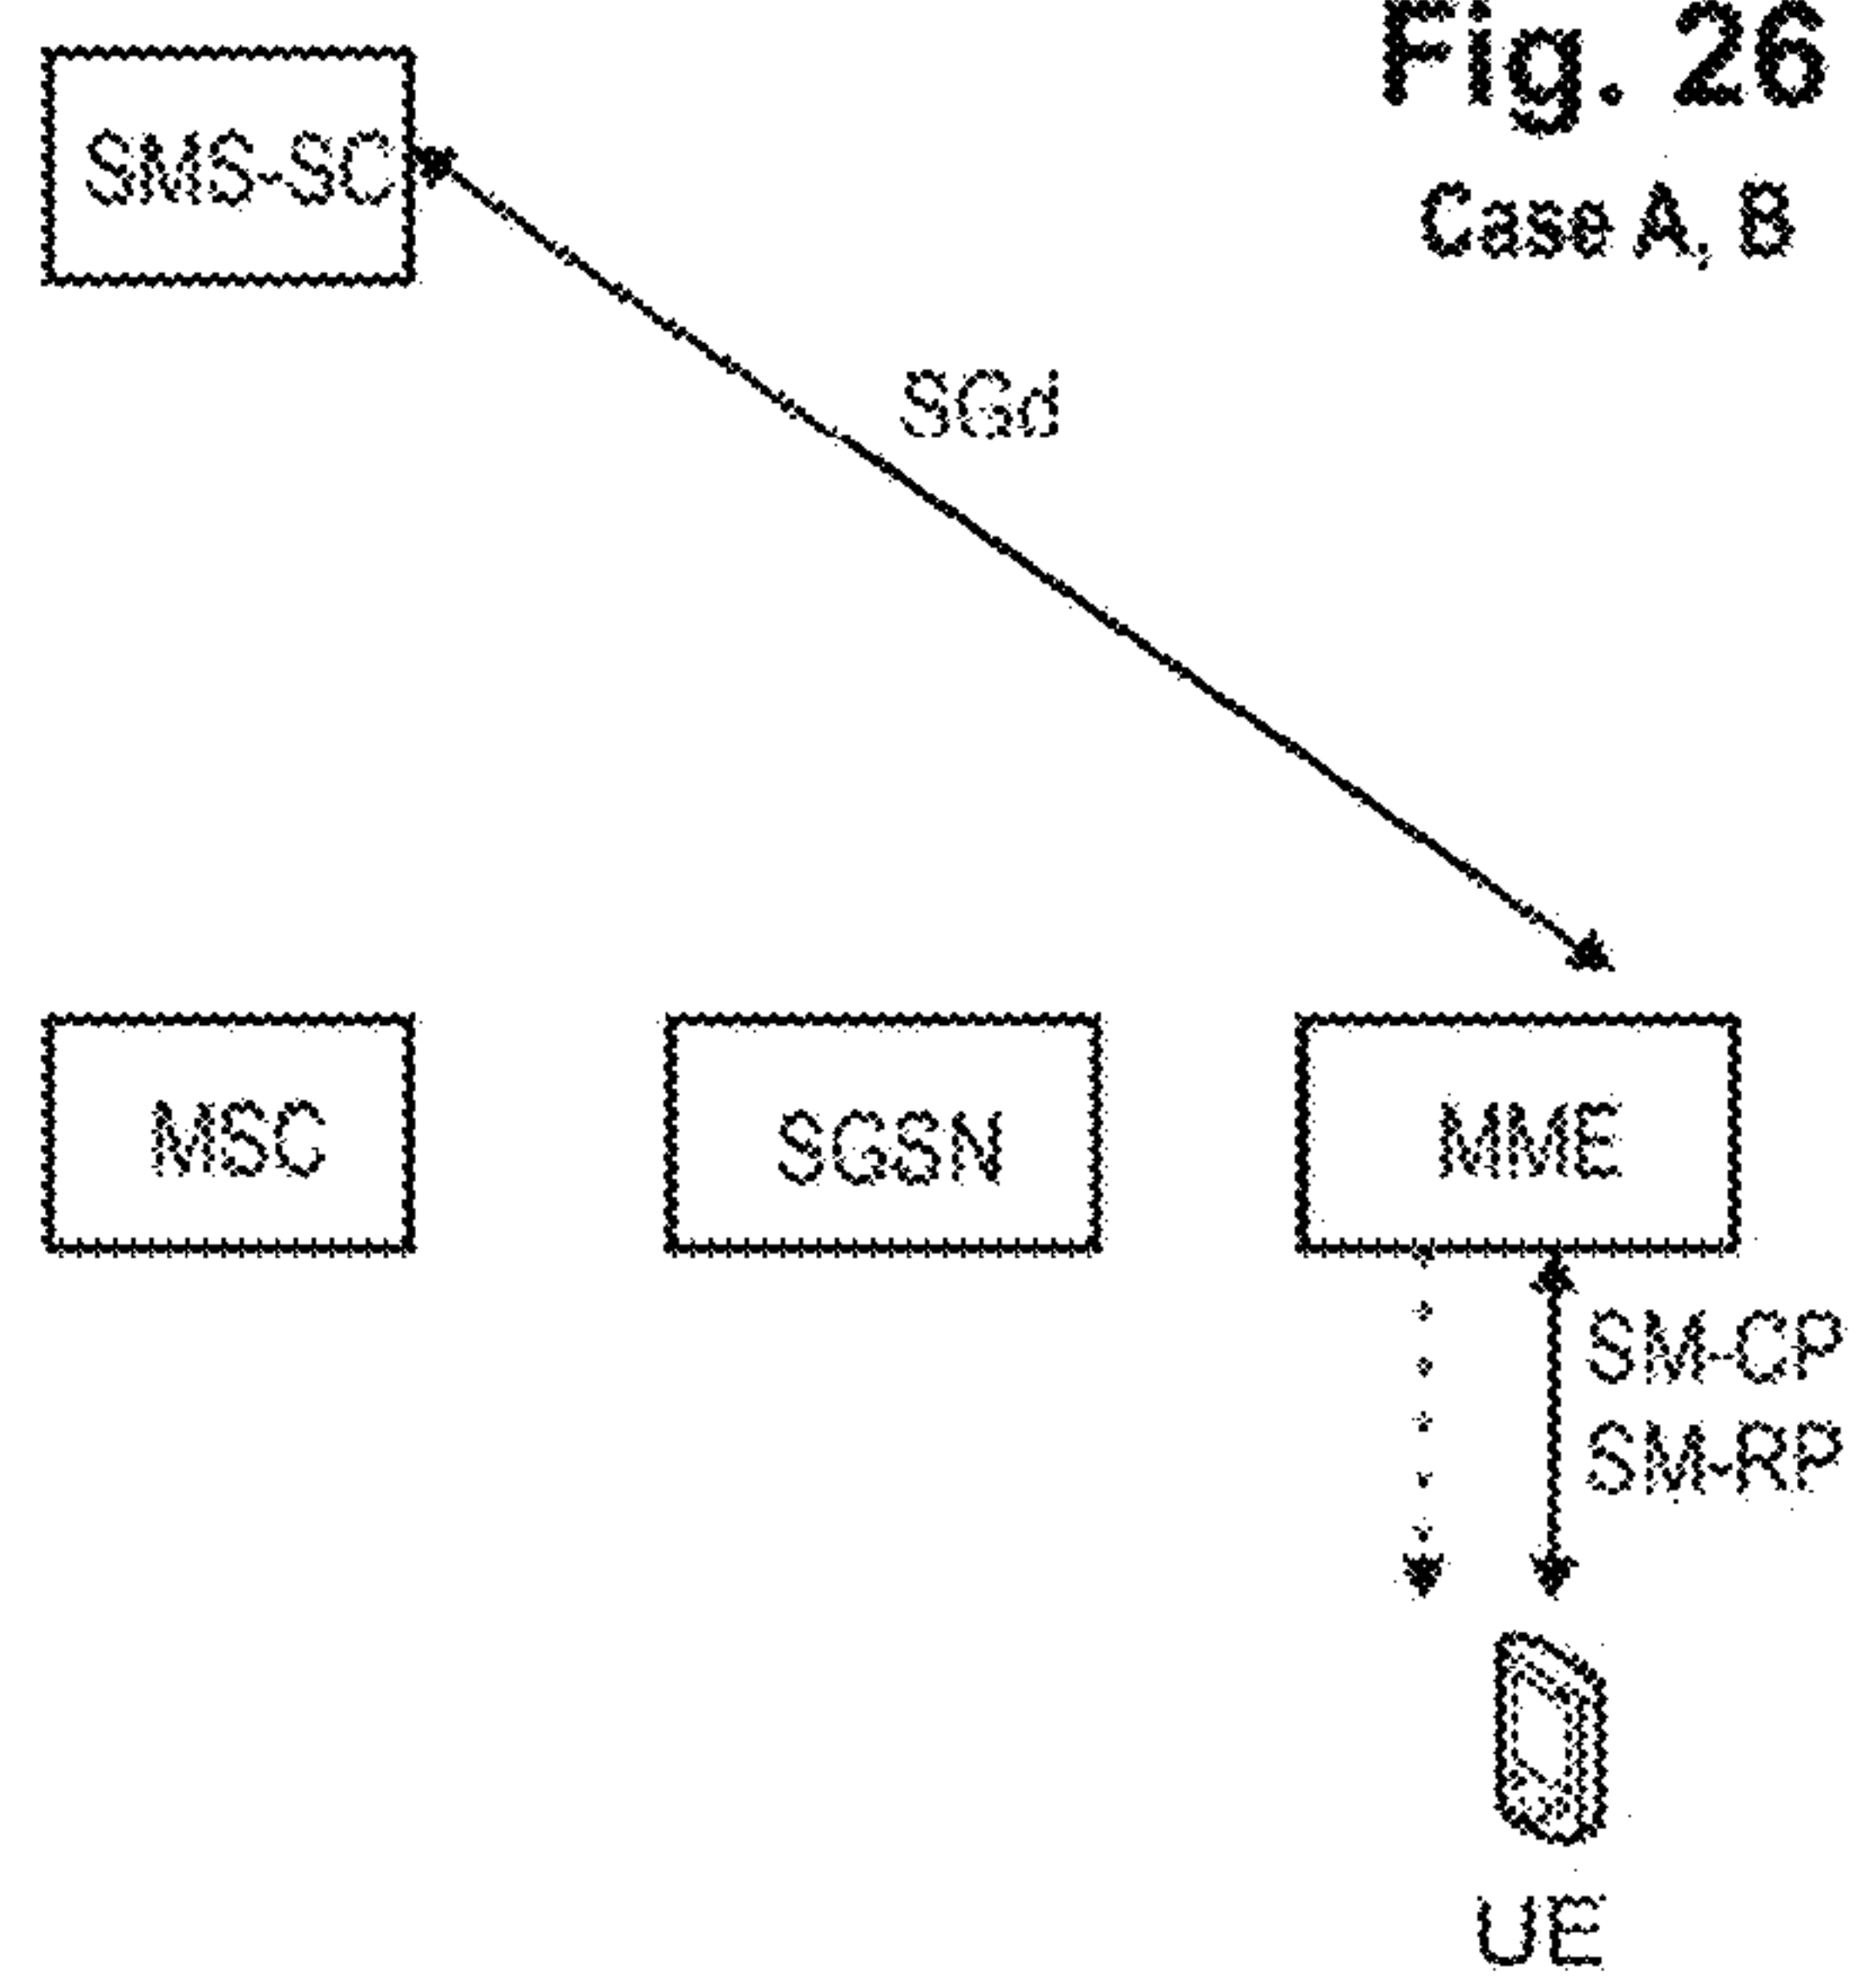 Fig. 26
Case A, B
SMS-SC
SGd
MSC
SGSN
MME
SM-CP
SM-RP
UE